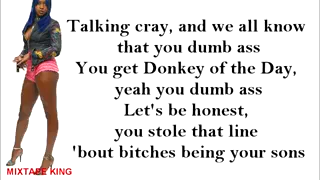 Talking cray, and we all know
that you dumb ass
You get Donkey of the Day,
yeah you dumb ass
Let's be honest,
you stole that line
'bout bitches being your sons
MIXTAPE KING